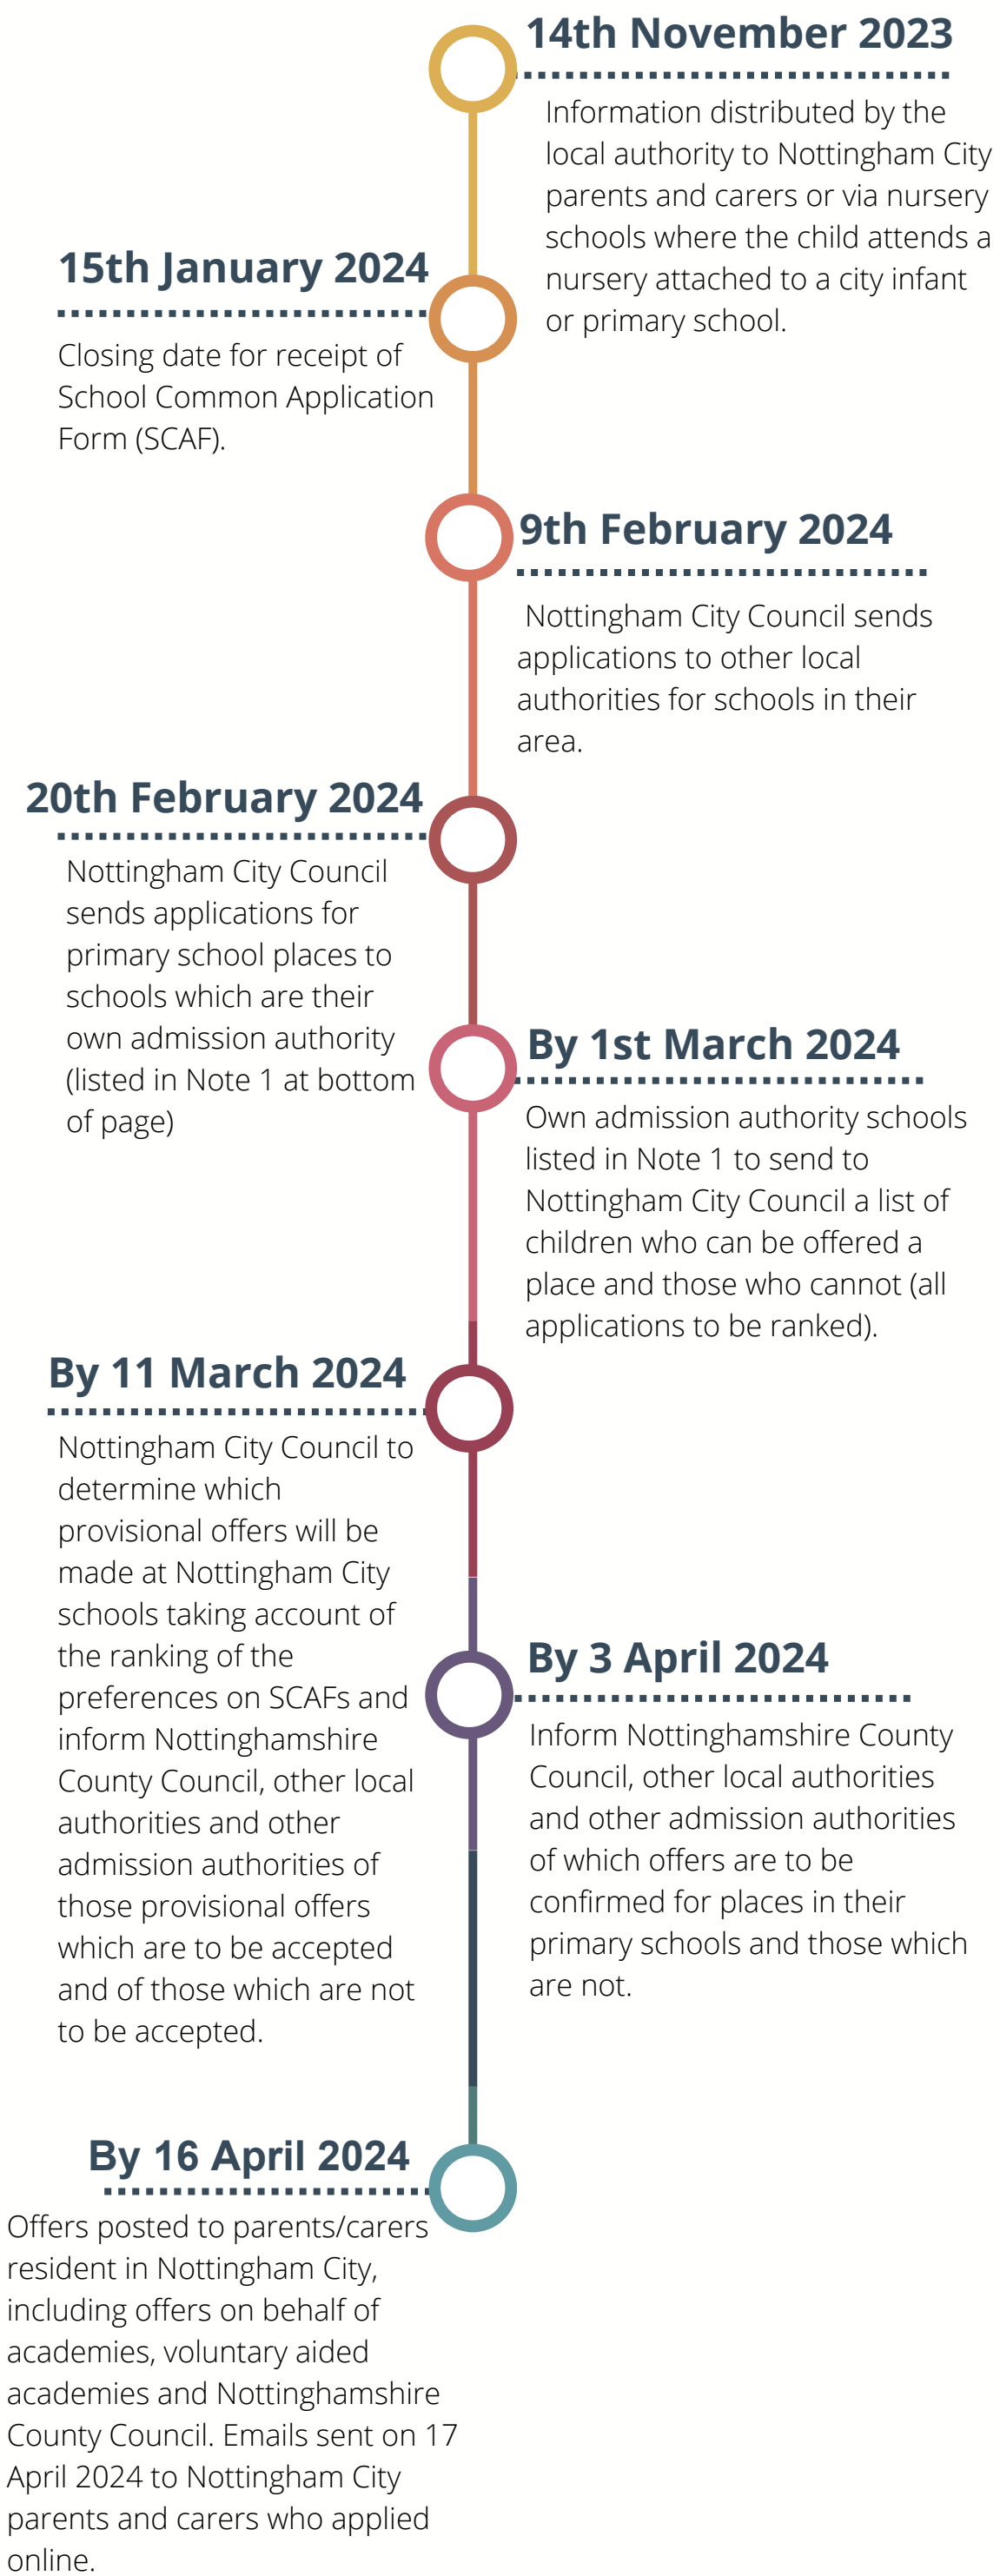 14th November 2023
Information distributed by the
local authority to Nottingham City
parents and carers or via nursery
schools where the child attends a
nursery attached to a city infant
or primary school.
15th January 2024
Closing date for receipt of
School Common Application
Form (SCAF).
9th February 2024
Nottingham City Council sends
applications to other local
authorities for schools in their
area.
20th February 2024
Nottingham City Council
sends applications for
primary school places to
schools which are their
own admission authority
(listed in Note 1 at bottom
of page)
By 1st March 2024
Own admission authority schools
listed in Note 1 to send to
Nottingham City Council a list of
children who can be offered a
place and those who cannot (all
applications to be ranked).
By 11 March 2024
Nottingham City Council to
determine which
provisional offers will be
made at Nottingham City
schools taking account of
the ranking of the
preferences on SCAFs and
inform Nottinghamshire
County Council, other local
authorities and other
admission authorities of
those provisional offers
which are to be accepted
and of those which are not
to be accepted.
By 3 April 2024
Inform Nottinghamshire County
Council, other local authorities
and other admission authorities
of which offers are to be
confirmed for places in their
primary schools and those which
are not.
By 16 April 2024
Offers posted to parents/carers
resident in Nottingham City,
including offers on behalf of
academies, voluntary aided
academies and Nottinghamshire
County Council. Emails sent on 17
April 2024 to Nottingham City
parents and carers who applied
online.